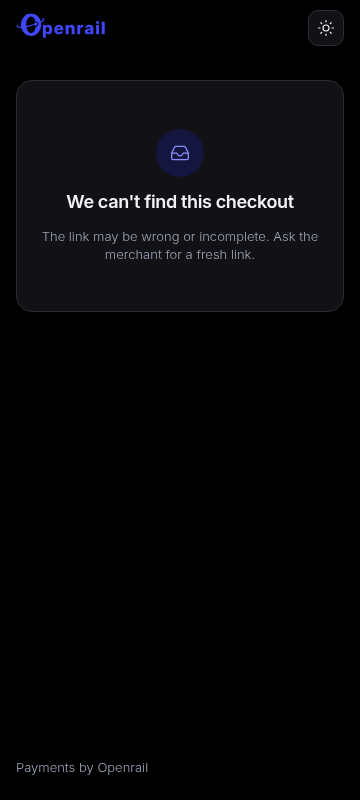 Openrail
We can't find this checkout
The link may be wrong or incomplete. Ask the
merchant for a fresh link.
Payments by Openrail